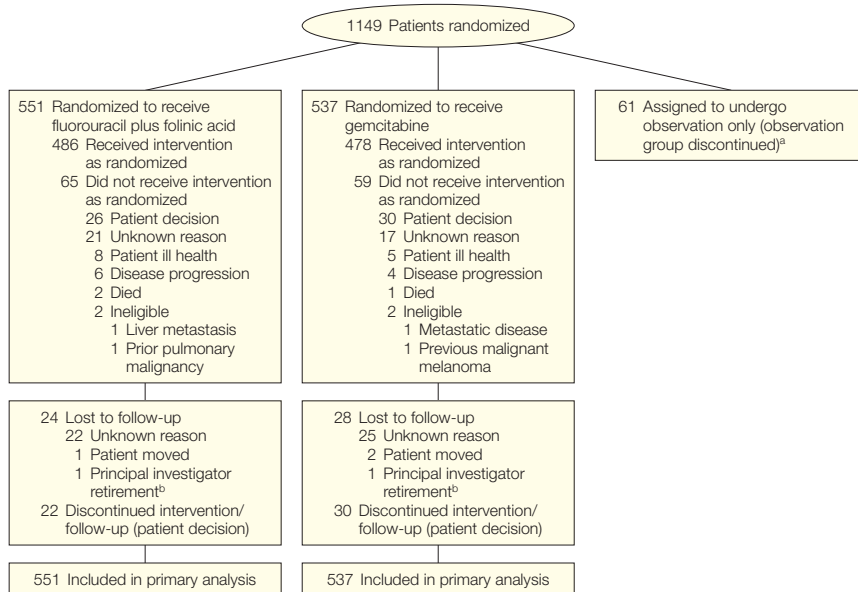 1149 Patients randomized
551 Randomized to receive
fluorouracil plus folinic acid
486 Received intervention
as randomized
65 Did not receive intervention
as randomized
26 Patient decision
21 Unknown reason
8 Patient ill health
6 Disease progression
2 Died
2 Ineligible
1 Liver metastasis
1 Prior pulmonary
malignancy
537 Randomized to receive
gemcitabine
478 Received intervention
as randomized
59 Did not receive intervention
as randomized
30 Patient decision
17 Unknown reason
5 Patient ill health
4 Disease progression
1 Died
2 Ineligible
1 Metastatic disease
1 Previous malignant
melanoma
61 Assigned to undergo
observation only (observation
group discontinued)ᵃ
24 Lost to follow-up
22 Unknown reason
1 Patient moved
1 Principal investigator
retirementᵇ
22 Discontinued intervention/
follow-up (patient decision)
28 Lost to follow-up
25 Unknown reason
2 Patient moved
1 Principal investigator
retirementᵇ
30 Discontinued intervention/
follow-up (patient decision)
551 Included in primary analysis
537 Included in primary analysis